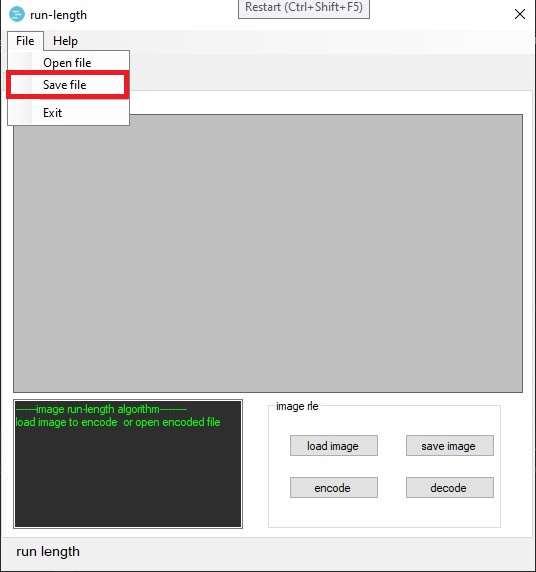 run-length
Restart (Ctrl+Shift+F5)
File Help
Open file
Save file
Exit
------image run-length algorithm--------
load image to encode  or open encoded file
image rle
load image
save image
encode
decode
run length